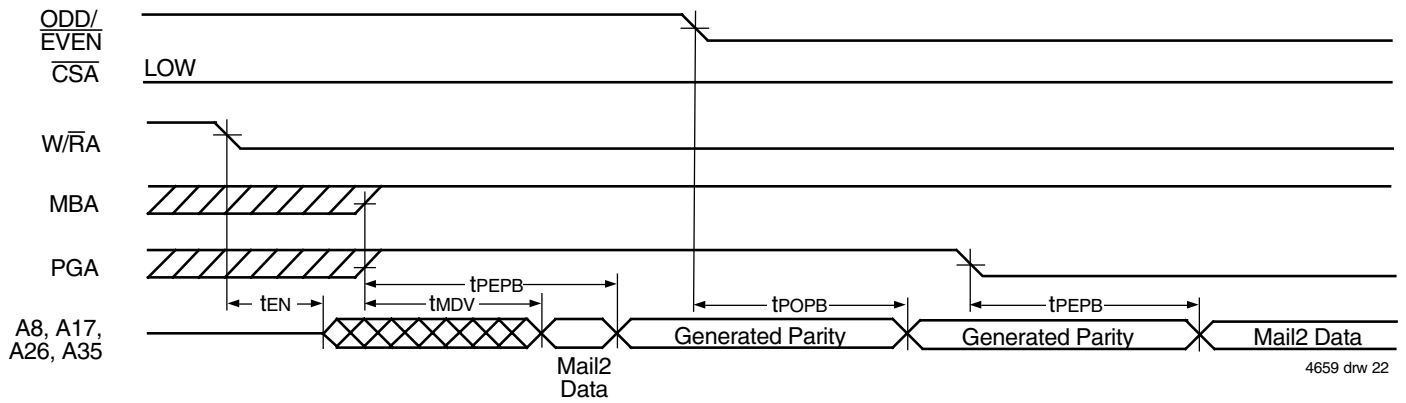 ODD/
EVEN
CSA
LOW
W/RA
MBA
PGA
tPEPB
tEN
tMDV
tPOPB
tPEPB
A8, A17,
A26, A35
Generated Parity
Generated Parity
Mail2 Data
Mail2
Data
4659 drw 22